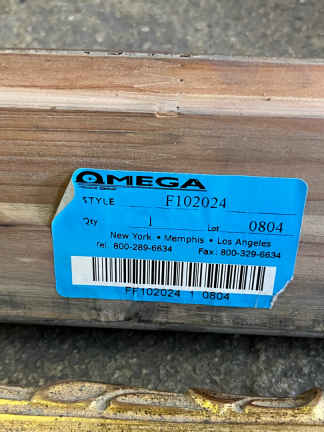 OMEGA
STYLE F102024
Qty 1 Lot 0804
New York • Memphis • Los Angeles
Tel: 800-289-6634 Fax: 800-329-6634
FF102024 1 0804